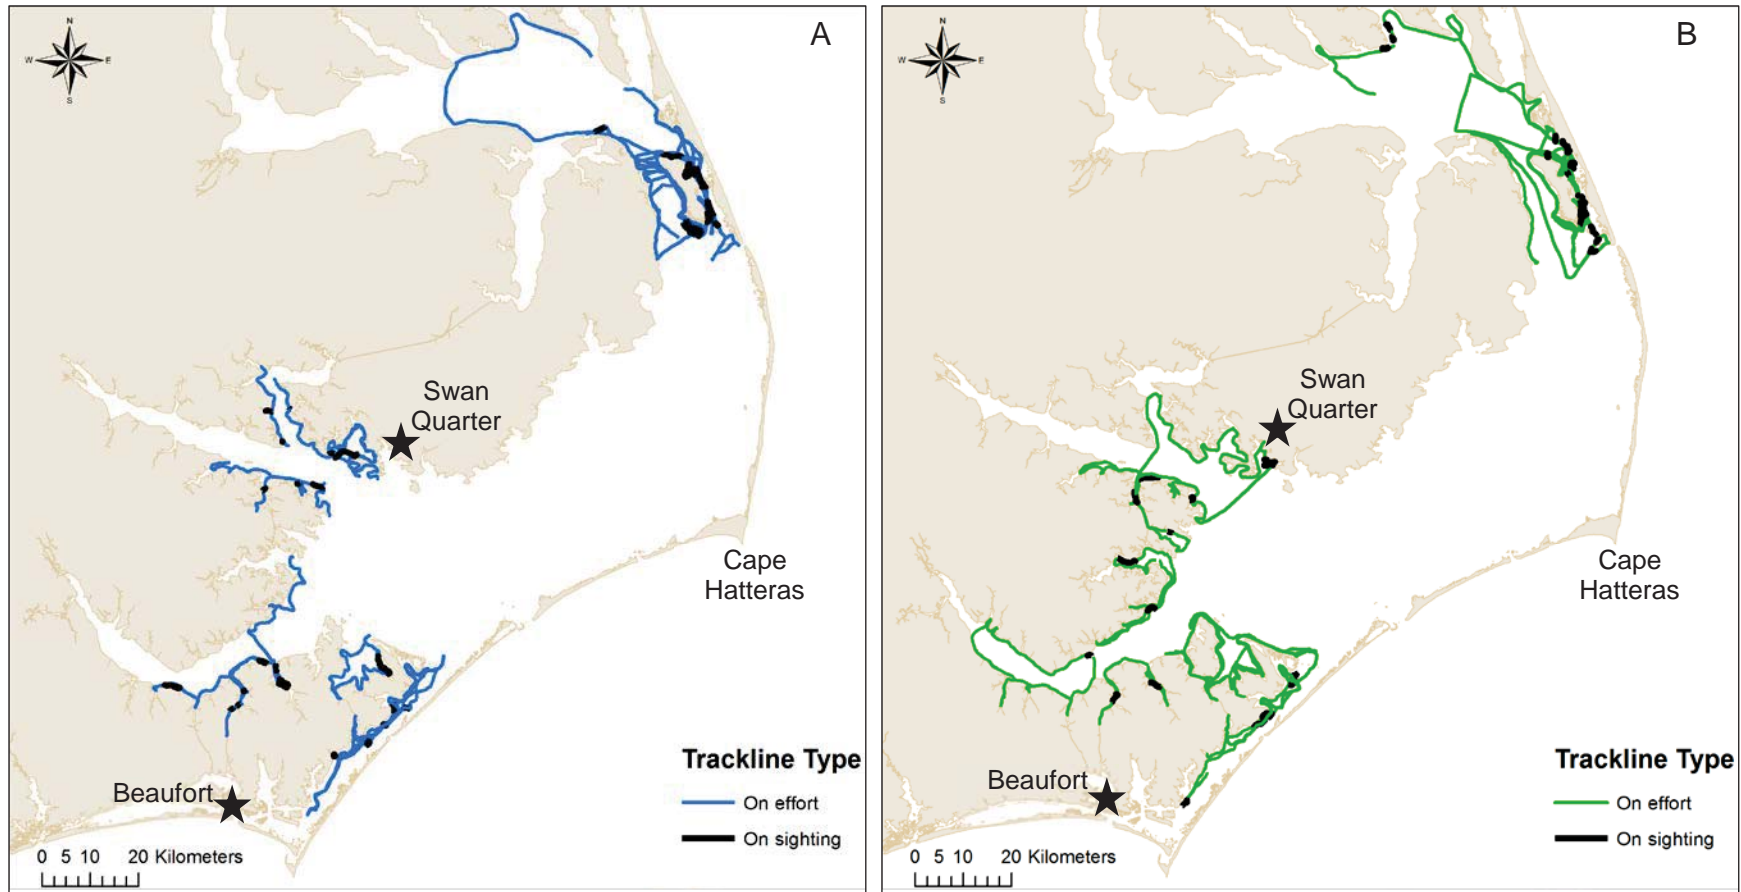 A
N
W
E
S
Swan
Quarter
Cape
Hatteras
Beaufort
Trackline Type
On effort
On sighting
0 5 10 20 Kilometers
B
N
W
E
S
Swan
Quarter
Cape
Hatteras
Beaufort
Trackline Type
On effort
On sighting
0 5 10 20 Kilometers